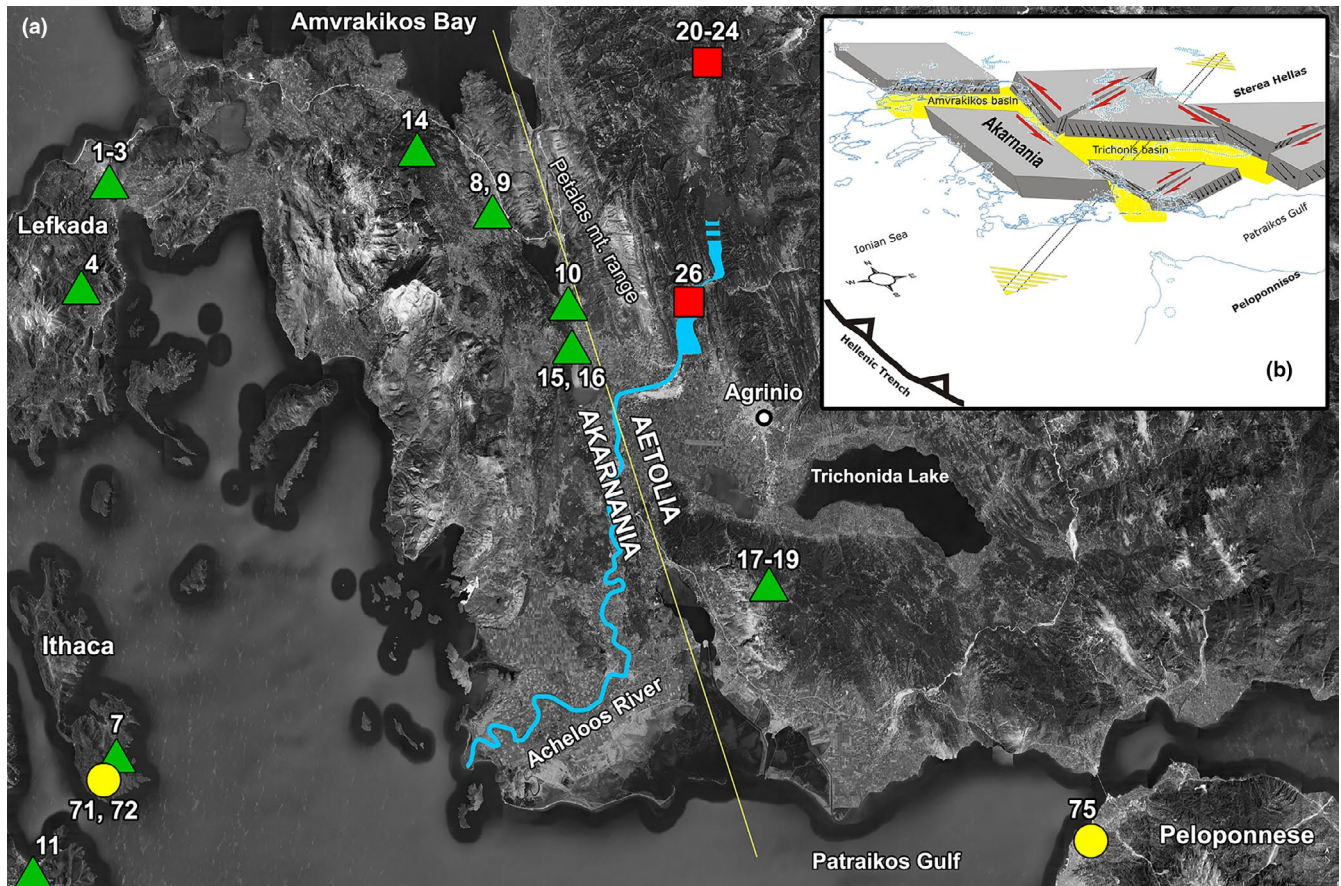 (a)
Amvrakikos Bay
20-24
14
1-3
8, 9
Petalas mt. range
Lefkada
4
10
26
15, 16
Agrinio
AKARNANIA
AETOLIA
Trichonida Lake
17-19
Ithaca
Acheloos River
7
71, 72
11
75
Peloponnese
Patraikos Gulf
Sterea Hellas
Amvrakikos basin
Akarnania
Trichonis basin
Ionian Sea
N
W
E
S
Patraikos Gulf
Peloponnisos
Hellenic Trench
(b)